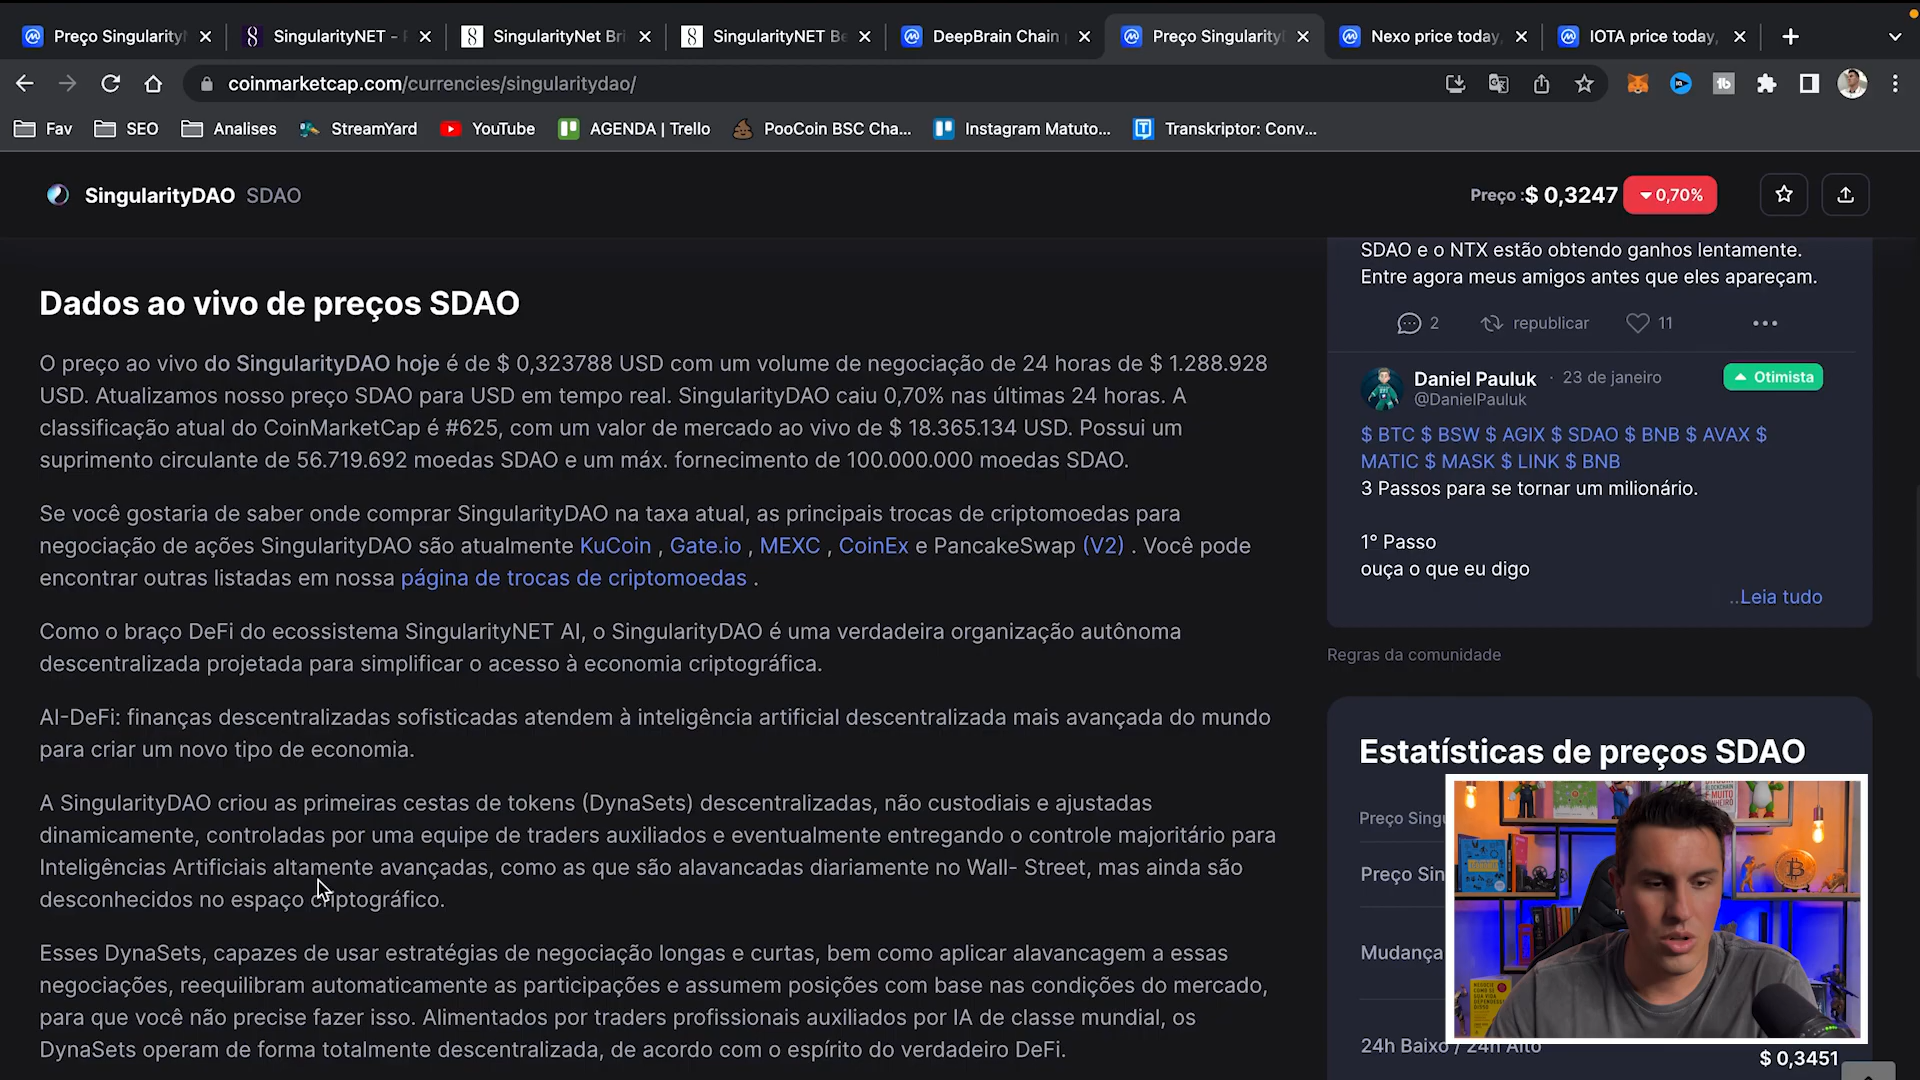 Preço Singularity
SingularityNET -
SingularityNet Bri
SingularityNET Be
DeepBrain Chain
Preço Singularity
Nexo price today,
IOTA price today,
coinmarketcap.com/currencies/singularitydao/
Fav
SEO
Analises
StreamYard
YouTube
AGENDA | Trello
PooCoin BSC Cha...
Instagram Matuto...
Transkriptor: Conv...
SingularityDAO SDAO
Preço :$ 0,3247
0,70%
Dados ao vivo de preços SDAO
O preço ao vivo do SingularityDAO hoje é de $ 0,323788 USD com um volume de negociação de 24 horas de $ 1.288.928
USD. Atualizamos nosso preço SDAO para USD em tempo real. SingularityDAO caiu 0,70% nas últimas 24 horas. A
classificação atual do CoinMarketCap é #625, com um valor de mercado ao vivo de $ 18.365.134 USD. Possui um
suprimento circulante de 56.719.692 moedas SDAO e um máx. fornecimento de 100.000.000 moedas SDAO.
Se você gostaria de saber onde comprar SingularityDAO na taxa atual, as principais trocas de criptomoedas para
negociação de ações SingularityDAO são atualmente KuCoin , Gate.io , MEXC , CoinEx e PancakeSwap (V2) . Você pode
encontrar outras listadas em nossa página de trocas de criptomoedas .
Como o braço DeFi do ecossistema SingularityNET AI, o SingularityDAO é uma verdadeira organização autônoma
descentralizada projetada para simplificar o acesso à economia criptográfica.
AI-DeFi: finanças descentralizadas sofisticadas atendem à inteligência artificial descentralizada mais avançada do mundo
para criar um novo tipo de economia.
A SingularityDAO criou as primeiras cestas de tokens (DynaSets) descentralizadas, não custodiais e ajustadas
dinamicamente, controladas por uma equipe de traders auxiliados e eventualmente entregando o controle majoritário para
Inteligências Artificiais altamente avançadas, como as que são alavancadas diariamente no Wall- Street, mas ainda são
desconhecidos no espaço criptográfico.
Esses DynaSets, capazes de usar estratégias de negociação longas e curtas, bem como aplicar alavancagem a essas
negociações, reequilibram automaticamente as participações e assumem posições com base nas condições do mercado,
para que você não precise fazer isso. Alimentados por traders profissionais auxiliados por IA de classe mundial, os
DynaSets operam de forma totalmente descentralizada, de acordo com o espírito do verdadeiro DeFi.
SDAO e o NTX estão obtendo ganhos lentamente.
Entre agora meus amigos antes que eles apareçam.
2
republicar
11
Daniel Pauluk · 23 de janeiro
Otimista
@DanielPauluk
$ BTC $ BSW $ AGIX $ SDAO $ BNB $ AVAX $
MATIC $ MASK $ LINK $ BNB
3 Passos para se tornar um milionário.
1° Passo
ouça o que eu digo
..Leia tudo
Regras da comunidade
Estatísticas de preços SDAO
Preço Singu
Preço Sin
Mudança
24h Baixo / 24h Alto
$ 0,3451